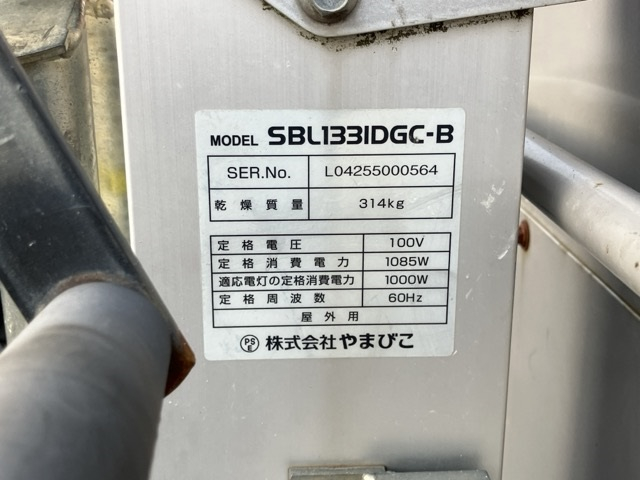 MODEL SBL1331DGC-B
SER.No. L04255000564
乾燥質量 314kg
定格電圧 100V
定格消費電力 1085W
適応電灯の定格消費電力 1000W
定格周波数 60Hz
屋外用
PS E 株式会社やまびこ